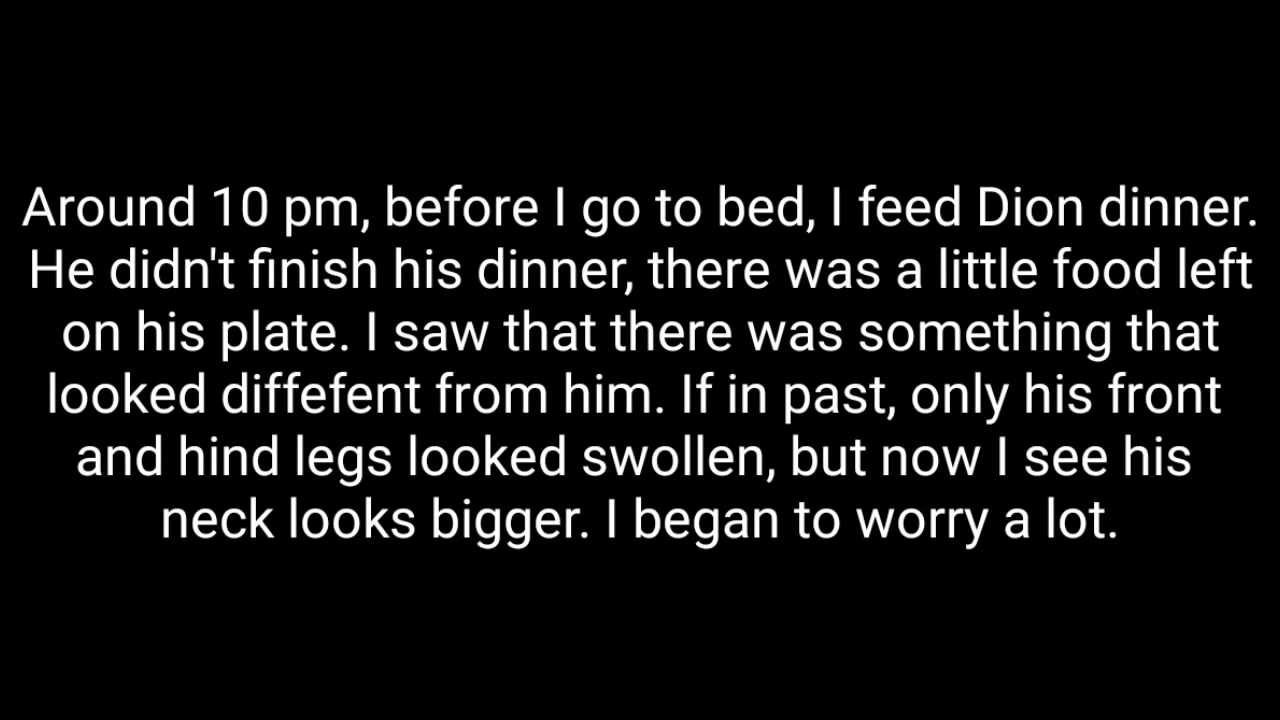 Around 10 pm, before I go to bed, I feed Dion dinner.
He didn't finish his dinner, there was a little food left
on his plate. I saw that there was something that
looked diffefent from him. If in past, only his front
and hind legs looked swollen, but now I see his
neck looks bigger. I began to worry a lot.